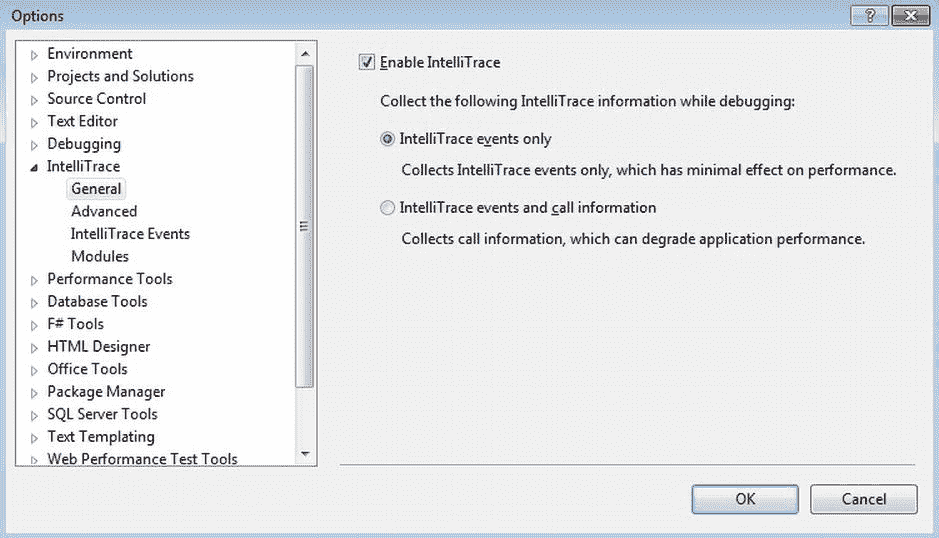 Options
?
Environment
Projects and Solutions
Source Control
Text Editor
Debugging
IntelliTrace
General
Advanced
IntelliTrace Events
Modules
Performance Tools
Database Tools
F# Tools
HTML Designer
Office Tools
Package Manager
SQL Server Tools
Text Templating
Web Performance Test Tools
Enable IntelliTrace
Collect the following IntelliTrace information while debugging:
IntelliTrace events only
Collects IntelliTrace events only, which has minimal effect on performance.
IntelliTrace events and call information
Collects call information, which can degrade application performance.
OK
Cancel